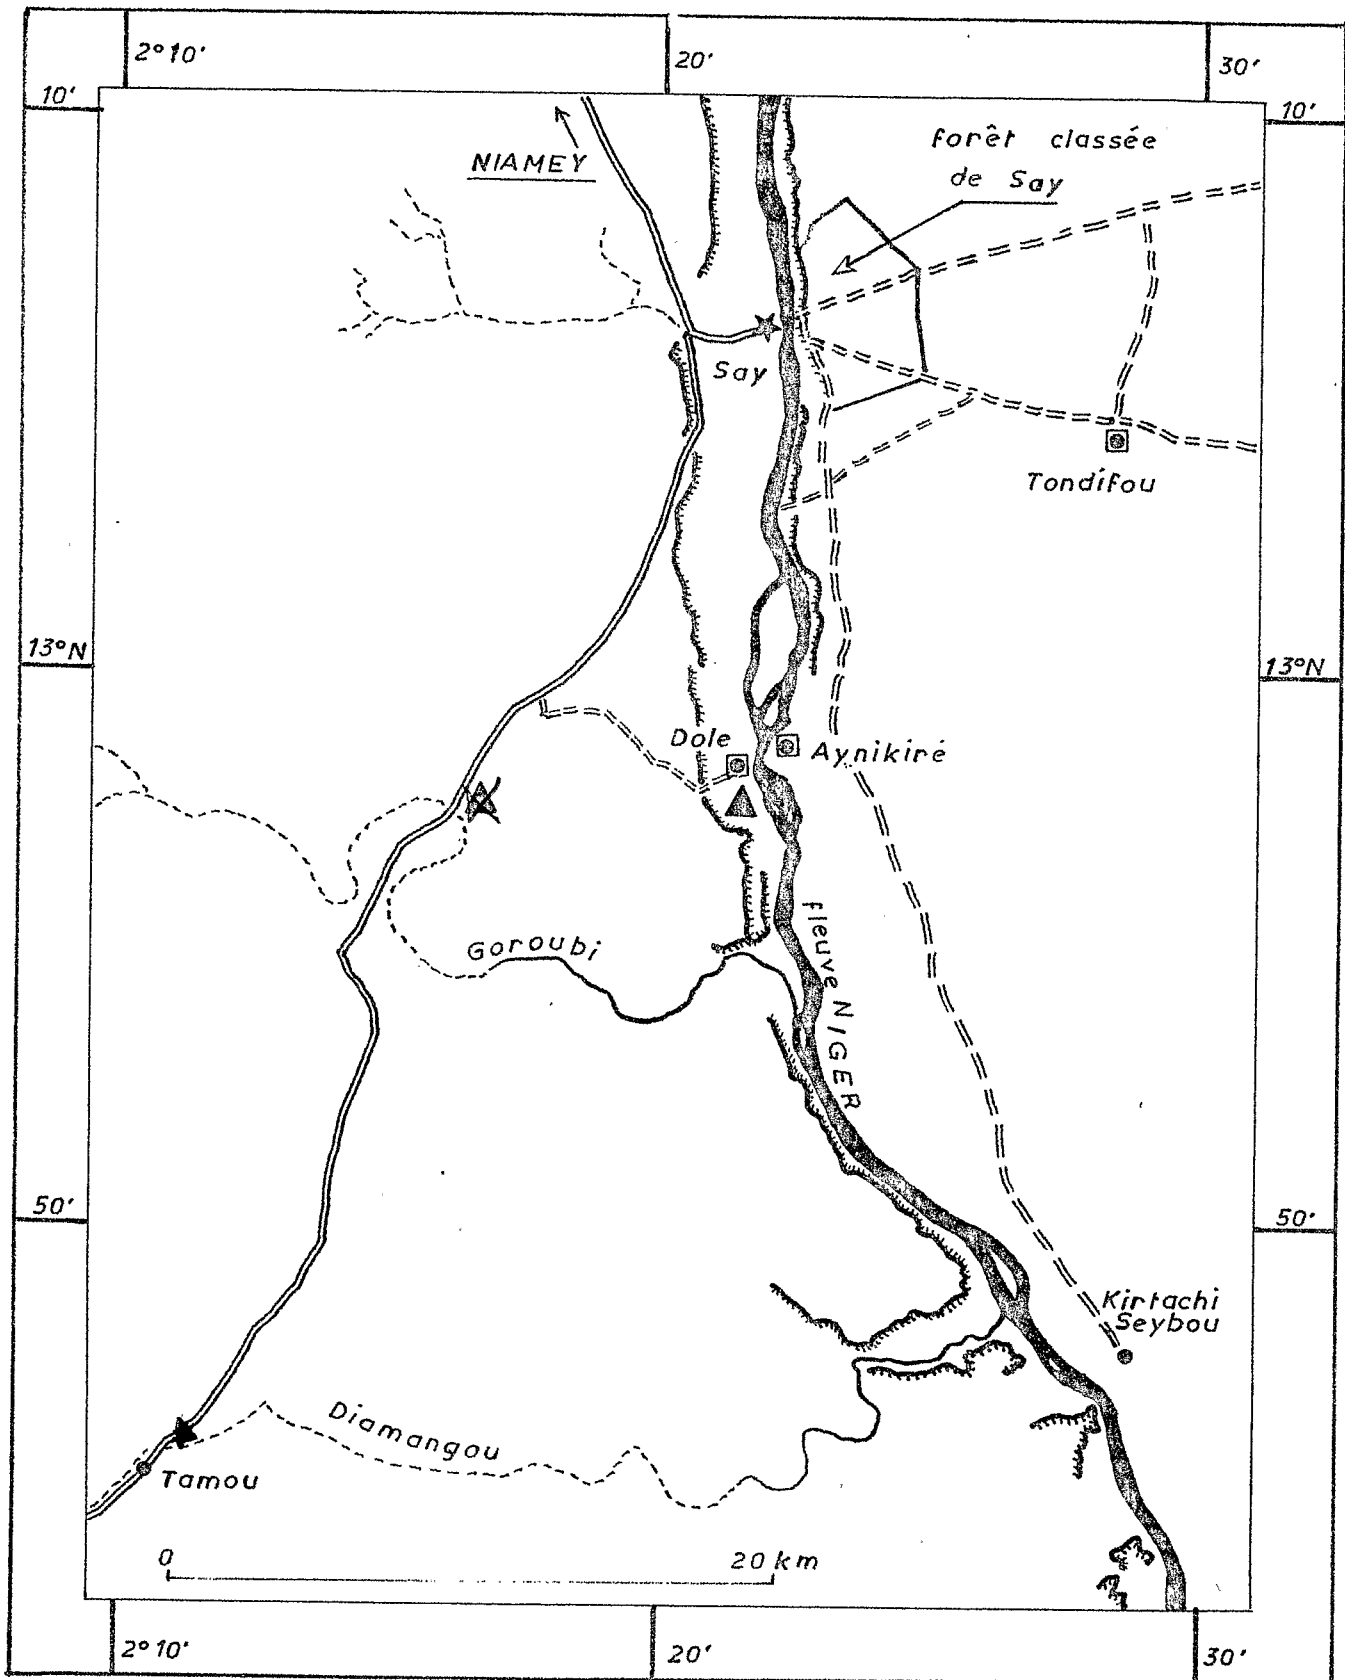 2°10'
20'
30'
10'
10'
NIAMEY
forêt classée
de Say
Say
Tondifou
13°N
13°N
Dole
Aynikiré
Goroubi
fleuve NIGER
50'
50'
Kirtachi
Seybou
Diamangou
Tamou
0
20 km
2°10'
20'
30'